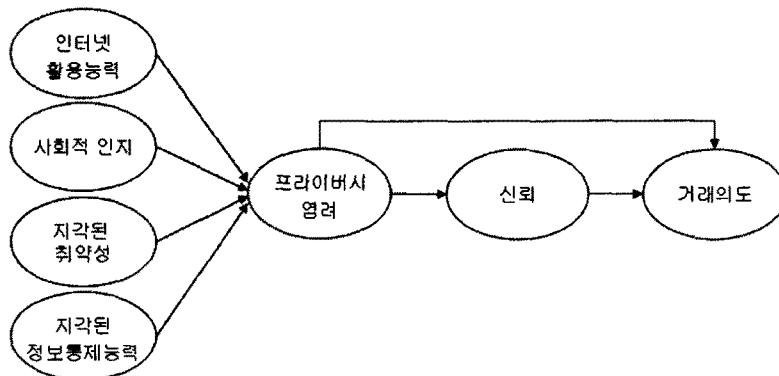 인터넷
활용능력
사회적 인지
지각된
취약성
지각된
정보통제능력
프라이버시
염려
신뢰
거래의도